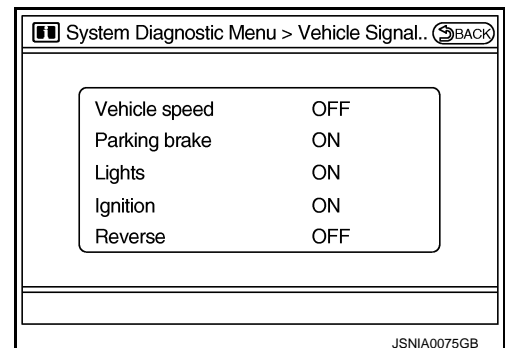 System Diagnostic Menu > Vehicle Signal.. BACK
Vehicle speed OFF
Parking brake ON
Lights ON
Ignition ON
Reverse OFF
JSNIA0075GB